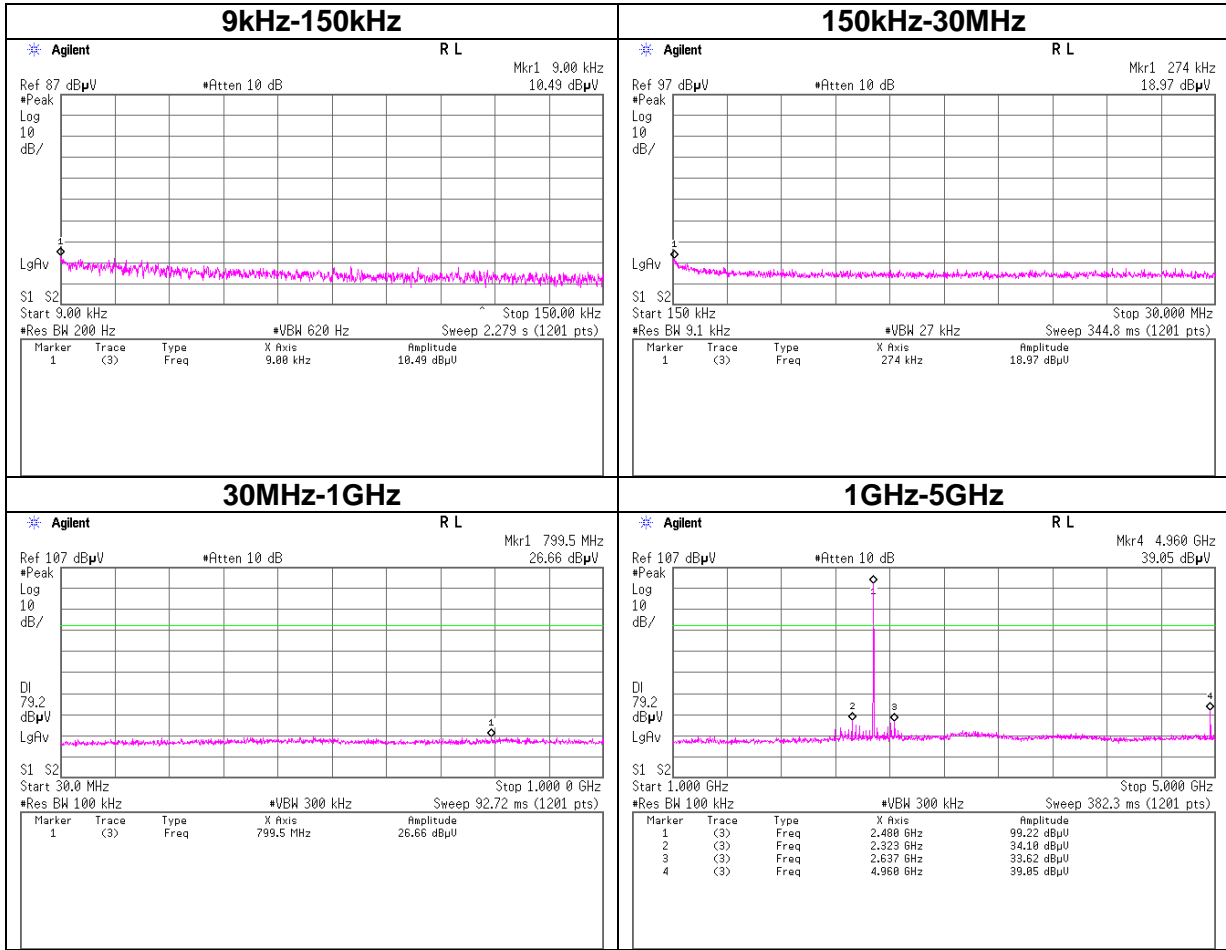 9kHz-150kHz
Agilent R L
Mkr1 9.00 kHz
Ref 87 dBµV #Atten 10 dB 10.49 dBµV
#Peak
Log
10
dB/
1
LgAv
S1 S2
Start 9.00 kHz ^ Stop 150.00 kHz
#Res BW 200 Hz #VBW 620 Hz Sweep 2.279 s (1201 pts)
Marker Trace Type X Axis Amplitude
1 (3) Freq 9.00 kHz 10.49 dBµV
150kHz-30MHz
Agilent R L
Mkr1 274 kHz
Ref 97 dBµV #Atten 10 dB 18.97 dBµV
#Peak
Log
10
dB/
1
LgAv
S1 S2
Start 150 kHz Stop 30.000 MHz
#Res BW 9.1 kHz #VBW 27 kHz Sweep 344.8 ms (1201 pts)
Marker Trace Type X Axis Amplitude
1 (3) Freq 274 kHz 18.97 dBµV
30MHz-1GHz
Agilent R L
Mkr1 799.5 MHz
Ref 107 dBµV #Atten 10 dB 26.66 dBµV
#Peak
Log
10
dB/
DI
79.2
dBµV
1
LgAv
S1 S2
Start 30.0 MHz Stop 1.000 0 GHz
#Res BW 100 kHz #VBW 300 kHz Sweep 92.72 ms (1201 pts)
Marker Trace Type X Axis Amplitude
1 (3) Freq 799.5 MHz 26.66 dBµV
1GHz-5GHz
Agilent R L
Mkr4 4.960 GHz
Ref 107 dBµV #Atten 10 dB 39.05 dBµV
#Peak
Log
10
dB/
1
DI
79.2
dBµV
2 3 4
LgAv
S1 S2
Start 1.000 GHz Stop 5.000 GHz
#Res BW 100 kHz #VBW 300 kHz Sweep 382.3 ms (1201 pts)
Marker Trace Type X Axis Amplitude
1 (3) Freq 2.480 GHz 99.22 dBµV
2 (3) Freq 2.323 GHz 34.10 dBµV
3 (3) Freq 2.637 GHz 33.62 dBµV
4 (3) Freq 4.960 GHz 39.05 dBµV